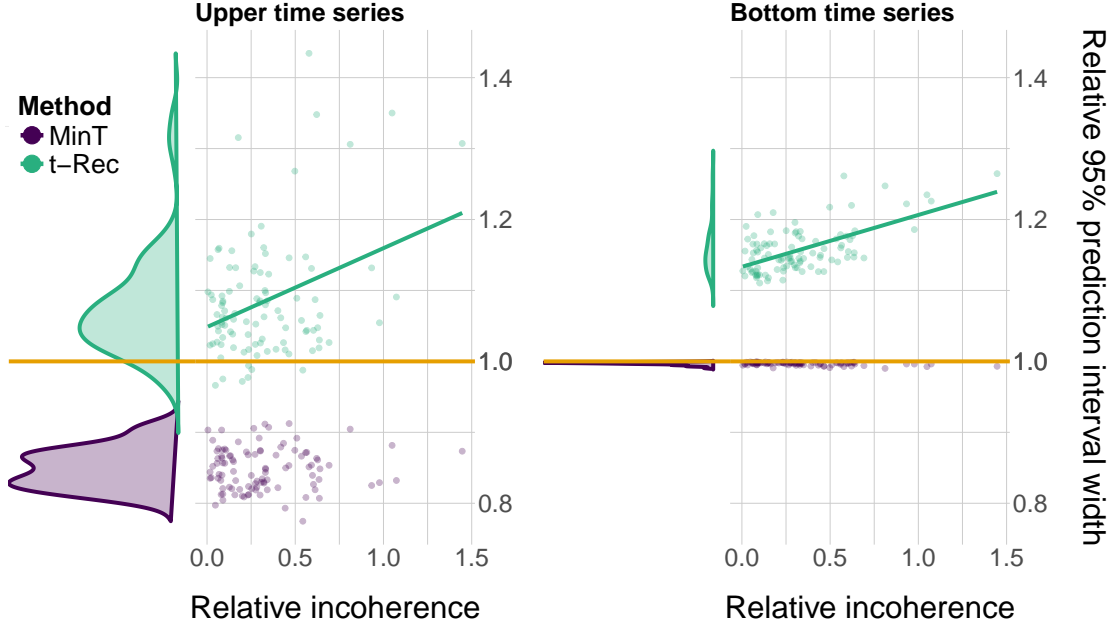 Upper time series
Bottom time series
Method
MinT
t−Rec
1.4
1.2
1.0
0.8
1.4
1.2
1.0
0.8
0.0 0.5 1.0 1.5
0.0 0.5 1.0 1.5
Relative incoherence
Relative incoherence
Relative 95% prediction interval width